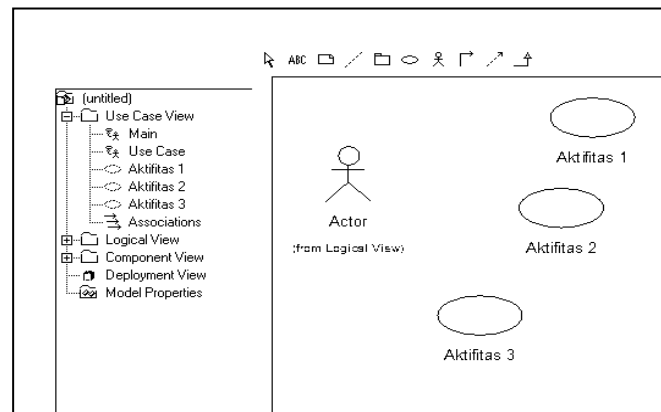 ABC
(untitled)
Use Case View
Main
Use Case
Aktifitas 1
Aktifitas 2
Aktifitas 3
Associations
Logical View
Component View
Deployment View
Model Properties
Aktifitas 1
Actor
(from Logical View)
Aktifitas 2
Aktifitas 3